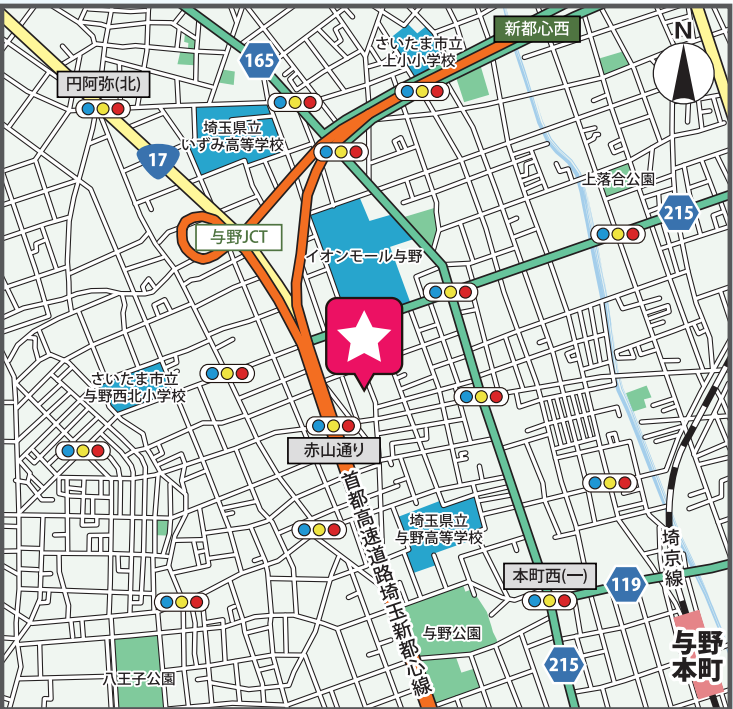 新都心西
N
165
さいたま市立
上小小学校
円阿弥(北)
埼玉県立
いずみ高等学校
17
上落合公園
215
与野JCT
イオンモール与野
さいたま市立
与野西北小学校
赤山通り
首都高速道路埼玉新都心線
埼玉県立
与野高等学校
埼京線
本町西(一)
119
与野公園
与野
本町
215
八王子公園